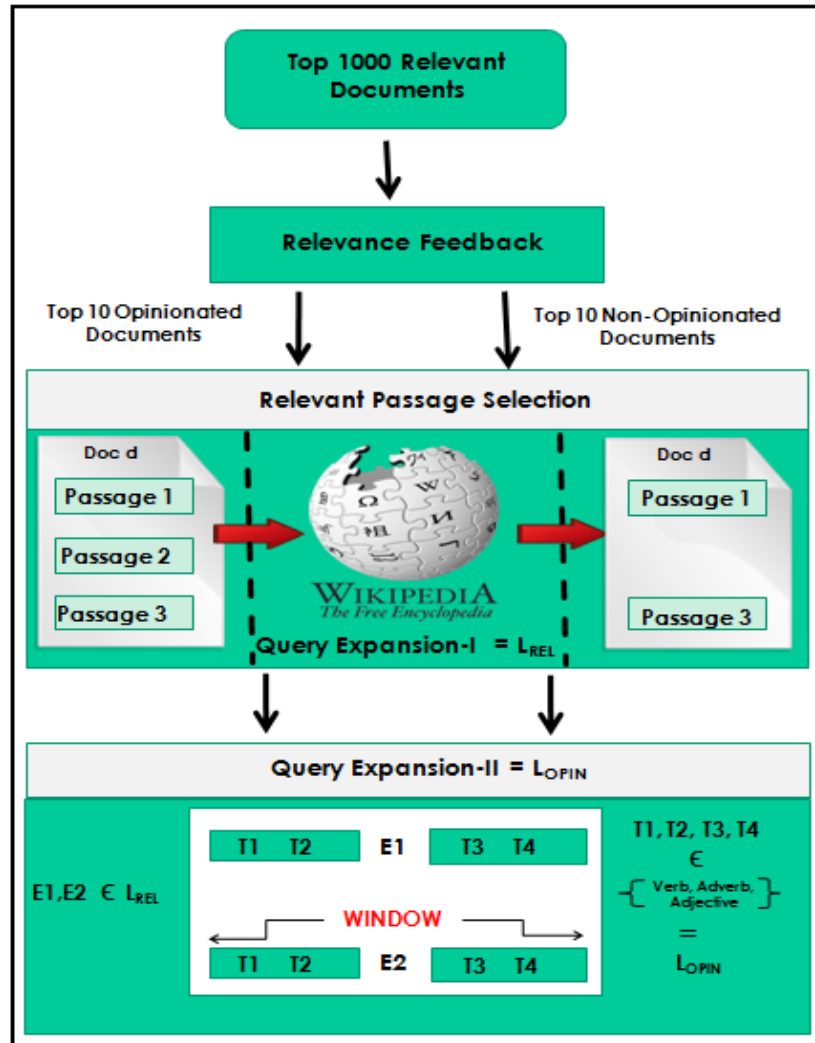 Top 1000 Relevant
Documents
Relevance Feedback
Top 10 Opinionated
Documents
Top 10 Non-Opinionated
Documents
Relevant Passage Selection
Doc d
Passage 1
Passage 2
Passage 3
WIKIPEDIA
The Free Encyclopedia
Doc d
Passage 1
Passage 3
Query Expansion-I = LREL
Query Expansion-II = LOPIN
E1,E2 Є LREL
T1 T2 E1 T3 T4
WINDOW
T1 T2 E2 T3 T4
T1, T2, T3, T4
Є
{ Verb, Adverb,
Adjective }
=
LOPIN